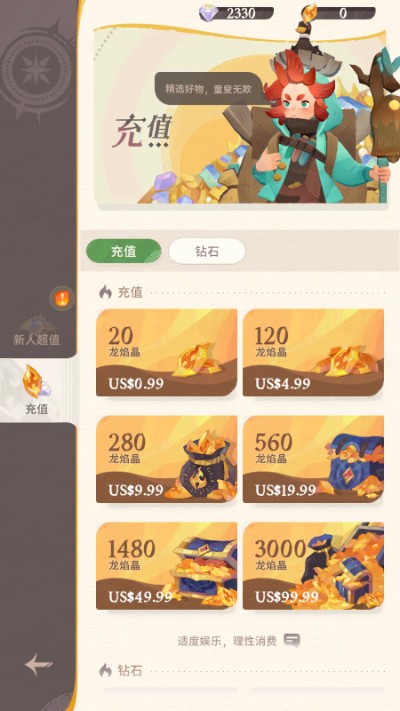 2330
0
精选好物，童叟无欺
充值
充值
钻石
充值
新人超值
充值
20
龙焰晶
US$0.99
120
龙焰晶
US$4.99
280
龙焰晶
US$9.99
560
龙焰晶
US$19.99
1480
龙焰晶
US$49.99
3000
龙焰晶
US$99.99
适度娱乐，理性消费
钻石